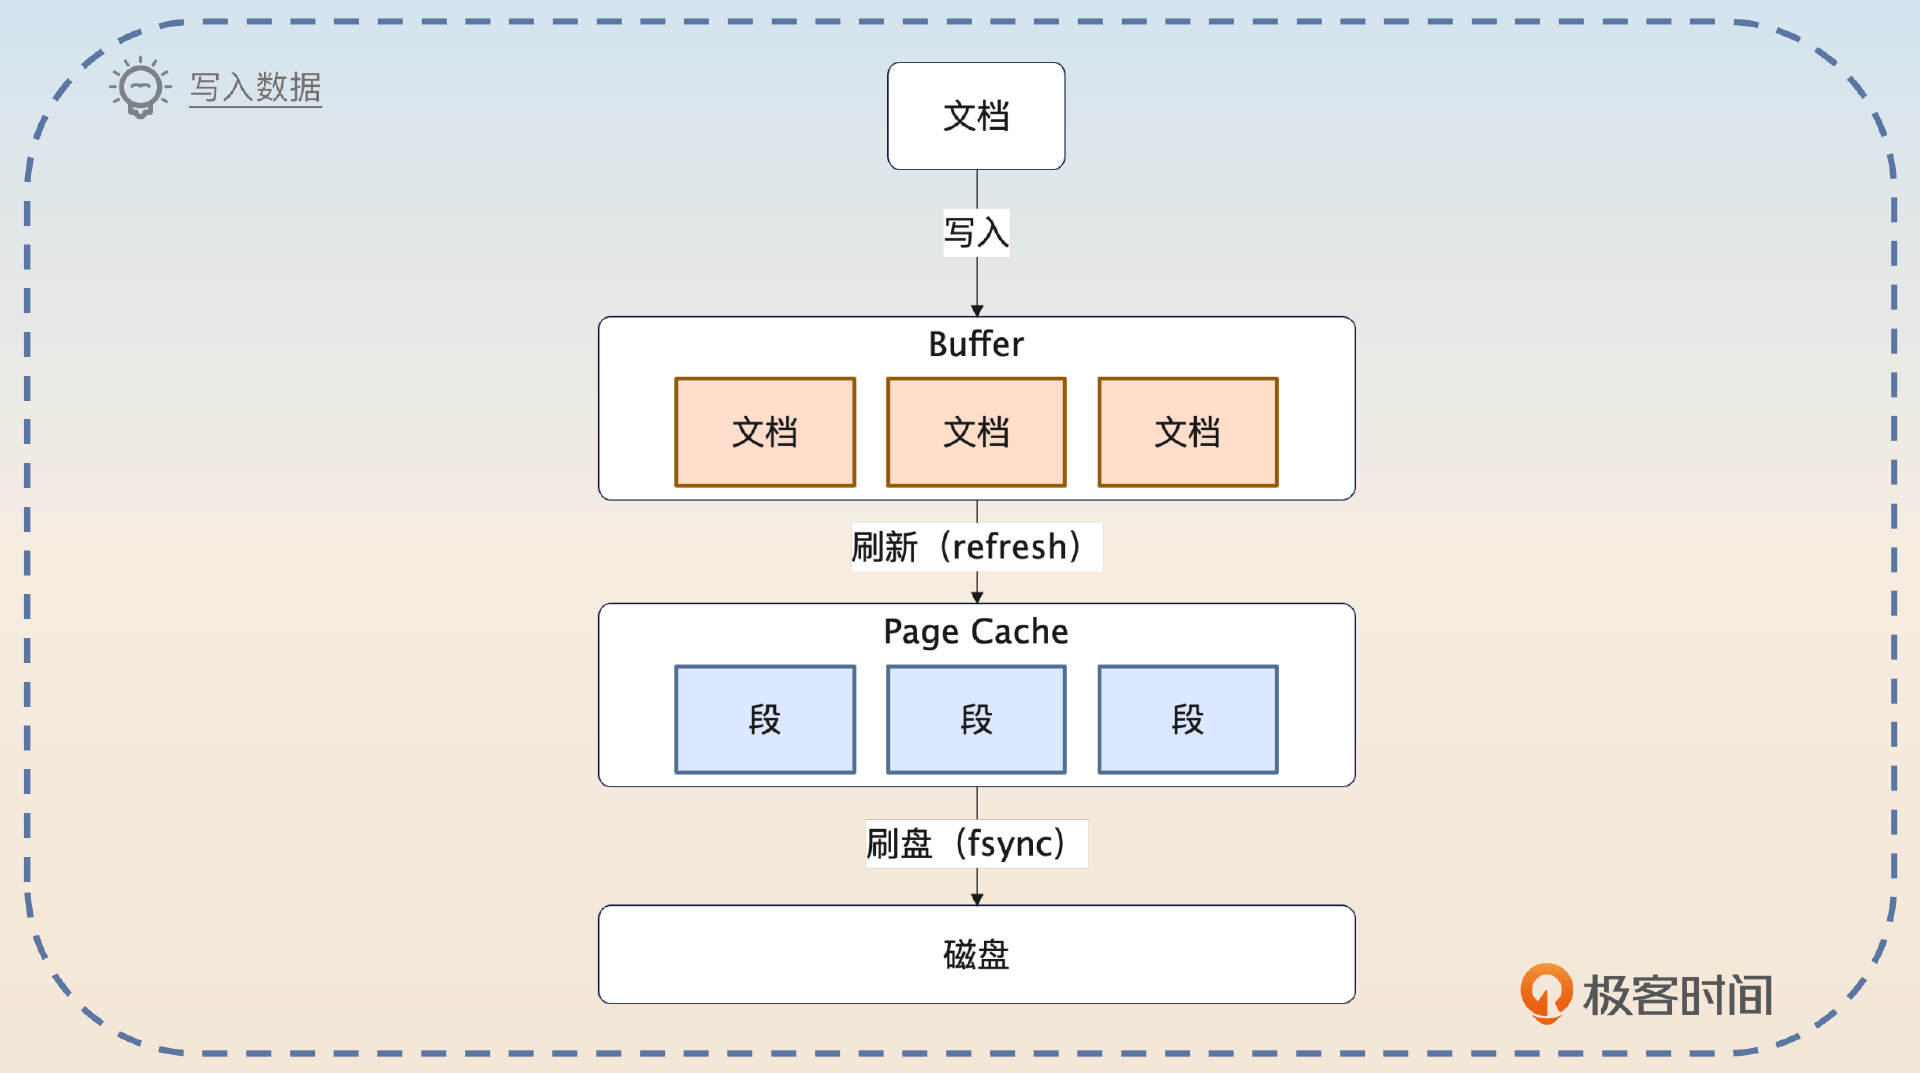 写入数据
文档
写入
Buffer
文档 文档 文档
刷新（refresh）
Page Cache
段 段 段
刷盘（fsync）
磁盘
极客时间